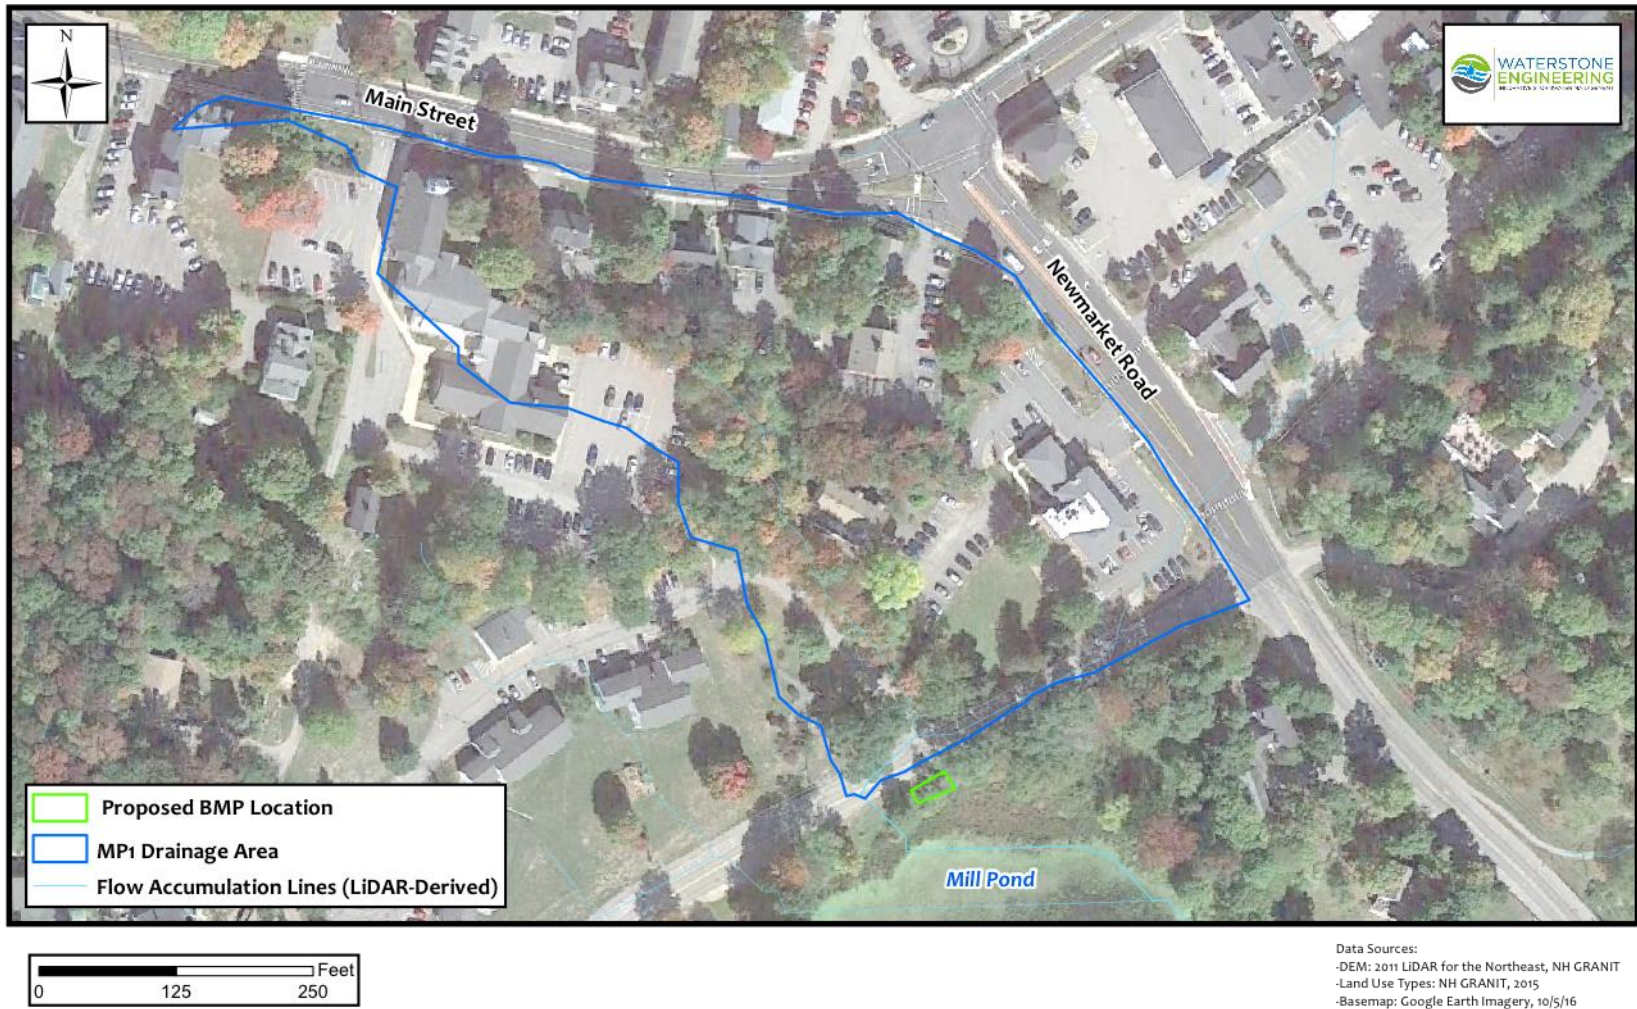 N
WATERSTONE
ENGINEERING
Main Street
Newmarket Road
Proposed BMP Location
MP1 Drainage Area
Flow Accumulation Lines (LiDAR-Derived)
Mill Pond
Feet
0 125 250
Data Sources:
-DEM: 2011 LiDAR for the Northeast, NH GRANIT
-Land Use Types: NH GRANIT, 2015
-Basemap: Google Earth Imagery, 10/5/16